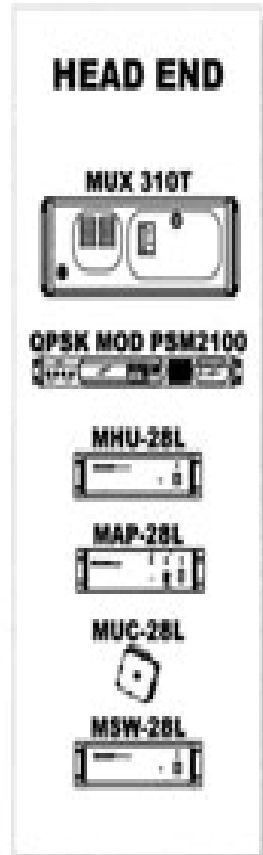 HEAD END
MUX 310T
QPSK MOD PSM2100
MHU-28L
MAP-28L
MUC-28L
MSW-28L